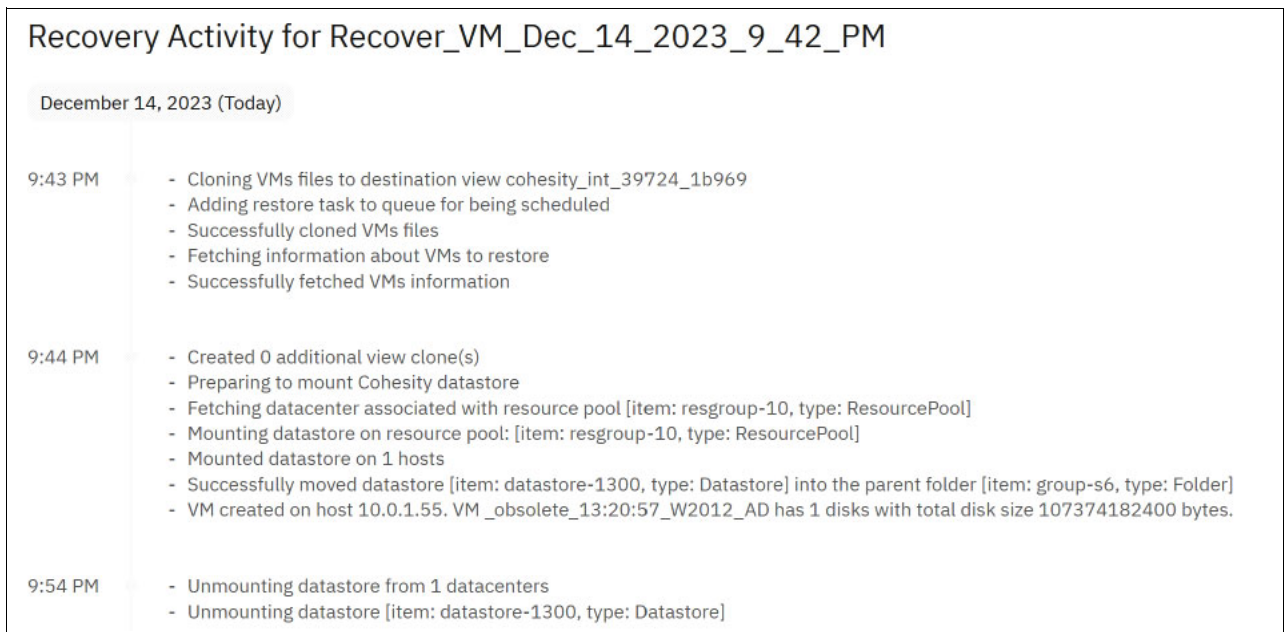 Recovery Activity for Recover_VM_Dec_14_2023_9_42_PM
December 14, 2023 (Today)
9:43 PM - Cloning VMs files to destination view cohesity_int_39724_1b969
- Adding restore task to queue for being scheduled
- Successfully cloned VMs files
- Fetching information about VMs to restore
- Successfully fetched VMs information
9:44 PM - Created 0 additional view clone(s)
- Preparing to mount Cohesity datastore
- Fetching datacenter associated with resource pool [item: resgroup-10, type: ResourcePool]
- Mounting datastore on resource pool: [item: resgroup-10, type: ResourcePool]
- Mounted datastore on 1 hosts
- Successfully moved datastore [item: datastore-1300, type: Datastore] into the parent folder [item: group-s6, type: Folder]
- VM created on host 10.0.1.55. VM _obsolete_13:20:57_W2012_AD has 1 disks with total disk size 107374182400 bytes.
9:54 PM - Unmounting datastore from 1 datacenters
- Unmounting datastore [item: datastore-1300, type: Datastore]